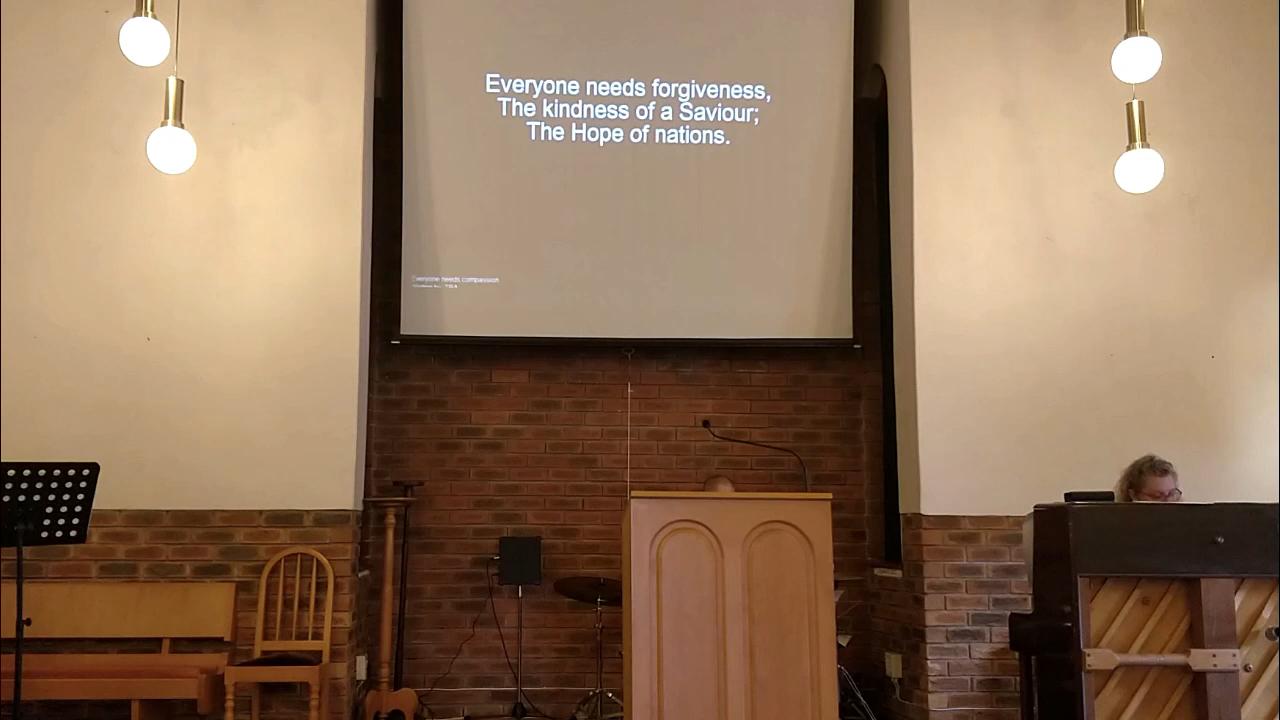 Everyone needs forgiveness,
The kindness of a Saviour;
The Hope of nations.
Everyone needs compassion